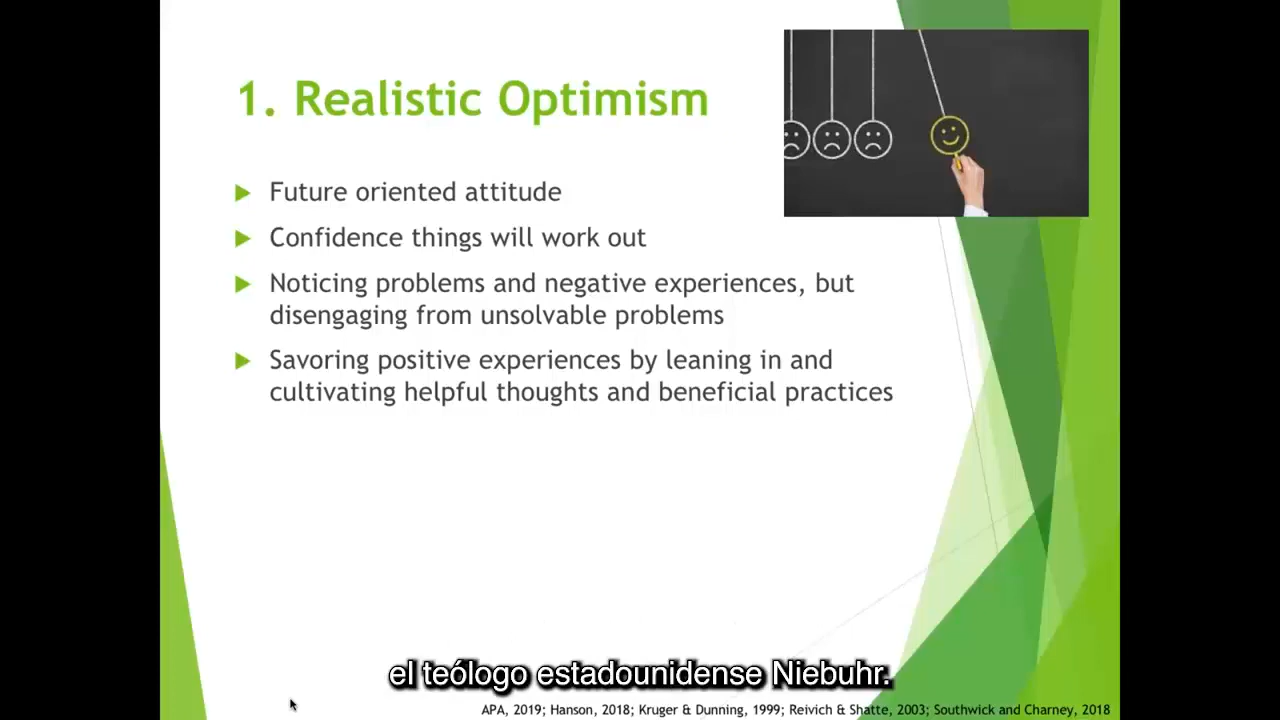 1. Realistic Optimism
Future oriented attitude
Confidence things will work out
Noticing problems and negative experiences, but
disengaging from unsolvable problems
Savoring positive experiences by leaning in and
cultivating helpful thoughts and beneficial practices
el teólogo estadounidense Niebuhr.
APA, 2019; Hanson, 2018; Kruger & Dunning, 1999; Reivich & Shatte, 2003; Southwick and Charney, 2018